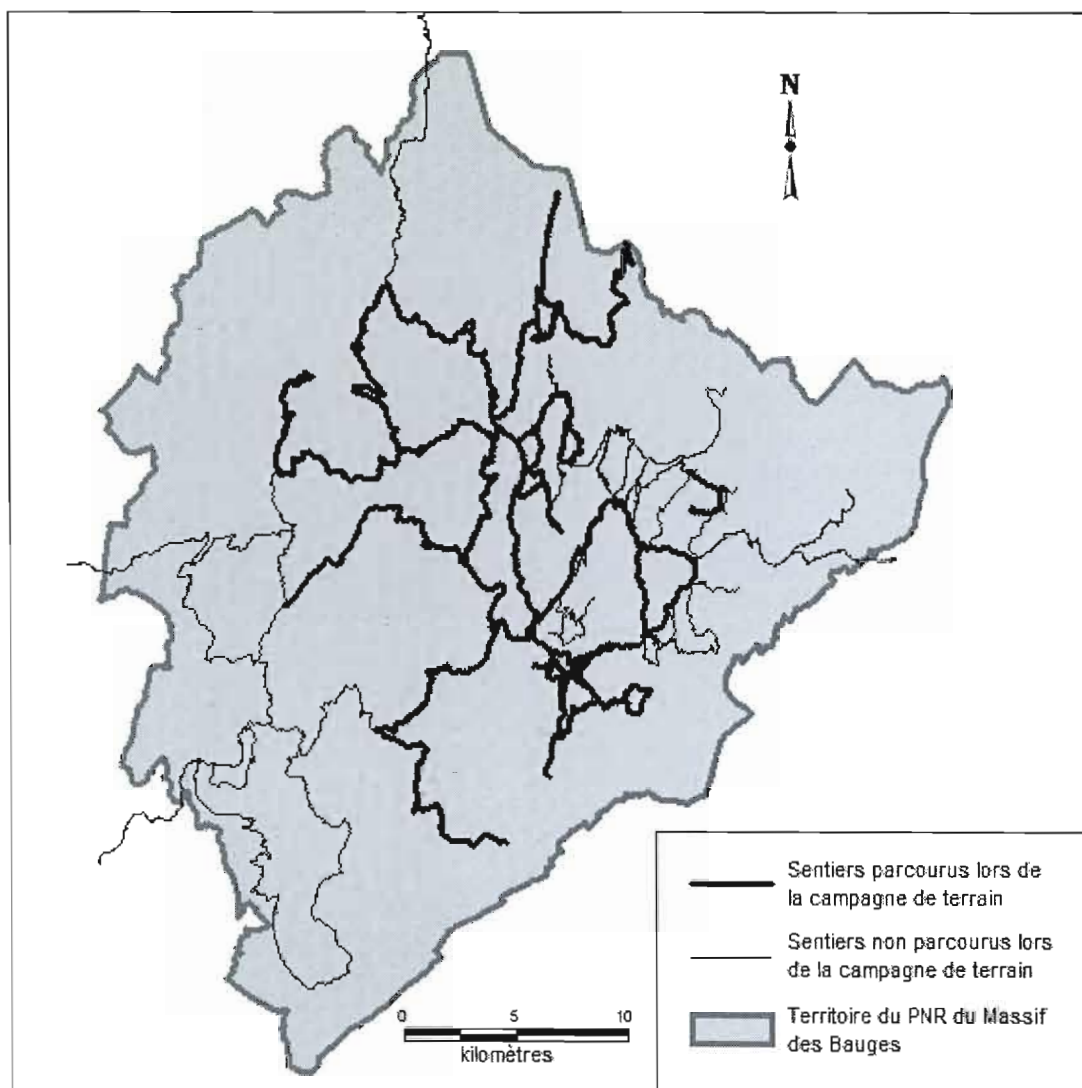 N
Sentiers parcourus lors de
la campagne de terrain
Sentiers non parcourus lors
de la campagne de terrain
Territoire du PNR du Massif
des Bauges
0 5 10
kilomètres